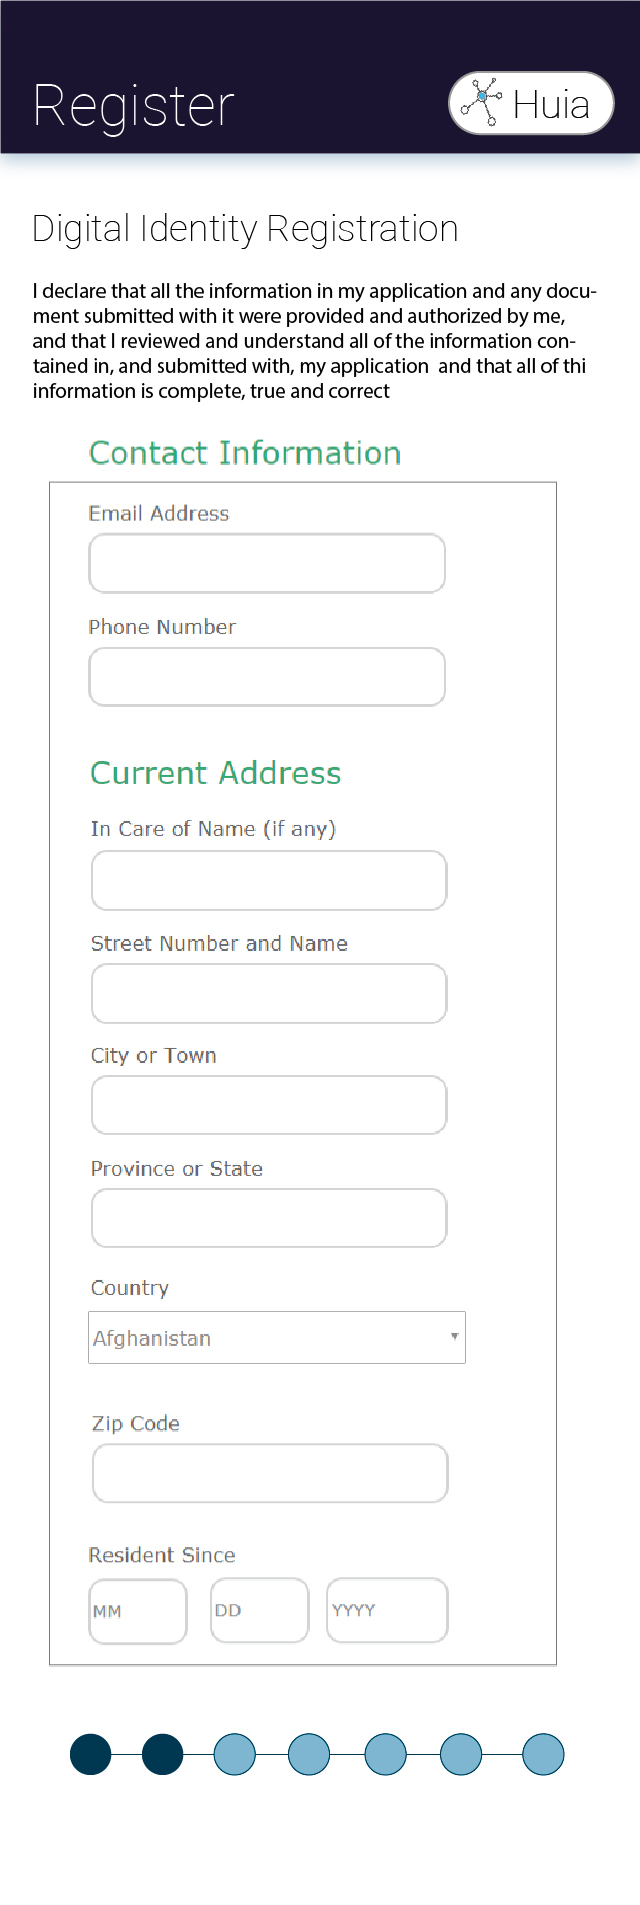 Register
Huia
Digital Identity Registration
I declare that all the information in my application and any docu-
ment submitted with it were provided and authorized by me,
and that I reviewed and understand all of the information con-
tained in, and submitted with, my application  and that all of thi
information is complete, true and correct
Contact Information
Email Address
Phone Number
Current Address
In Care of Name (if any)
Street Number and Name
City or Town
Province or State
Country
Afghanistan
Zip Code
Resident Since
MM DD YYYY